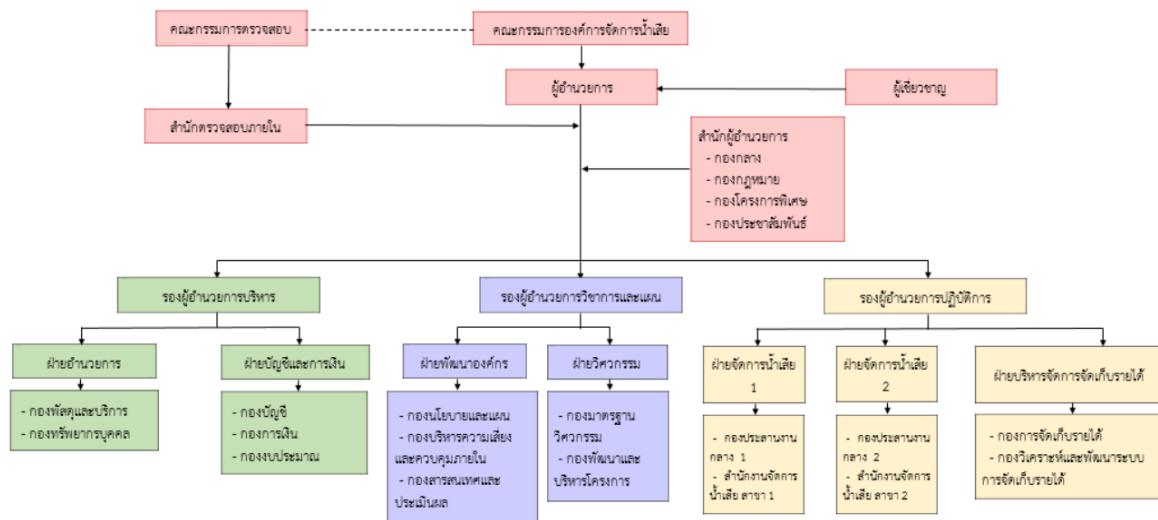 คณะกรรมการตรวจสอบ
คณะกรรมการองค์การจัดการน้ำเสีย
ผู้อำนวยการ
ผู้เชี่ยวชาญ
สำนักตรวจสอบภายใน
สำนักผู้อำนวยการ
- กองกลาง
- กองกฎหมาย
- กองโครงการพิเศษ
- กองประชาสัมพันธ์
รองผู้อำนวยการบริหาร
รองผู้อำนวยการวิชาการและแผน
รองผู้อำนวยการปฏิบัติการ
ฝ่ายอำนวยการ
- กองพัสดุและบริการ
- กองทรัพยากรบุคคล
ฝ่ายบัญชีและการเงิน
- กองบัญชี
- กองการเงิน
- กองงบประมาณ
ฝ่ายพัฒนาองค์กร
- กองนโยบายและแผน
- กองบริหารความเสี่ยง
และควบคุมภายใน
- กองสารสนเทศและ
ประเมินผล
ฝ่ายวิศวกรรม
- กองมาตรฐาน
วิศวกรรม
- กองพัฒนาและ
บริหารโครงการ
ฝ่ายจัดการน้ำเสีย
1
- กองประสานงาน
กลาง 1
- สำนักงานจัดการ
น้ำเสีย สาขา 1
ฝ่ายจัดการน้ำเสีย
2
- กองประสานงาน
กลาง 2
- สำนักงานจัดการ
น้ำเสีย สาขา 2
ฝ่ายบริหารจัดการจัดเก็บรายได้
- กองการจัดเก็บรายได้
- กองวิเคราะห์และพัฒนาระบบ
การจัดเก็บรายได้